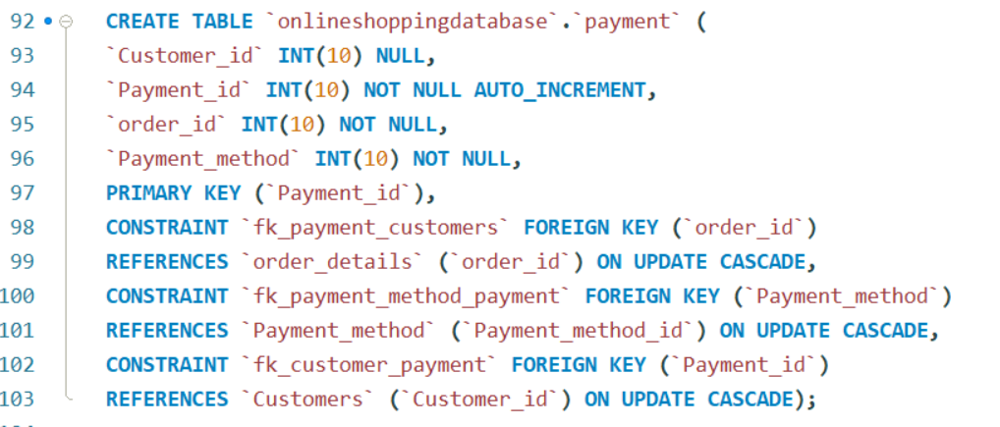 92 CREATE TABLE `onlineshoppingdatabase`.`payment` (
93 `Customer_id` INT(10) NULL,
94 `Payment_id` INT(10) NOT NULL AUTO_INCREMENT,
95 `order_id` INT(10) NOT NULL,
96 `Payment_method` INT(10) NOT NULL,
97 PRIMARY KEY (`Payment_id`),
98 CONSTRAINT `fk_payment_customers` FOREIGN KEY (`order_id`)
99 REFERENCES `order_details` (`order_id`) ON UPDATE CASCADE,
100 CONSTRAINT `fk_payment_method_payment` FOREIGN KEY (`Payment_method`)
101 REFERENCES `Payment_method` (`Payment_method_id`) ON UPDATE CASCADE,
102 CONSTRAINT `fk_customer_payment` FOREIGN KEY (`Payment_id`)
103 REFERENCES `Customers` (`Customer_id`) ON UPDATE CASCADE);